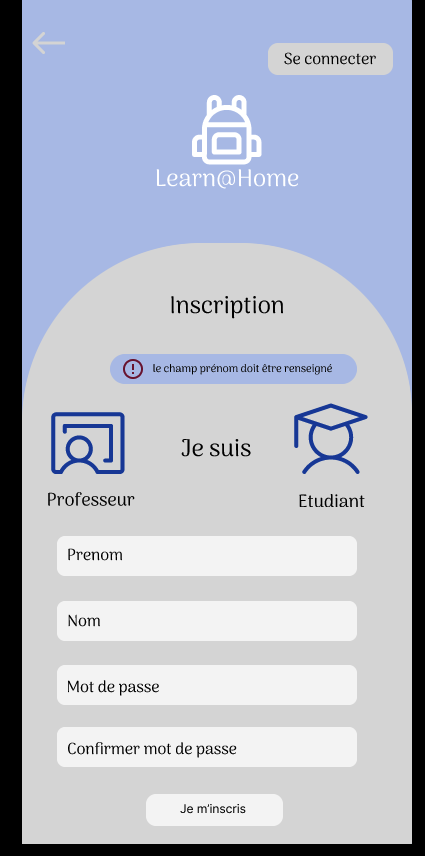 Se connecter
Learn@Home
Inscription
le champ prénom doit être renseigné
Je suis
Professeur
Etudiant
Prenom
Nom
Mot de passe
Confirmer mot de passe
Je m'inscris